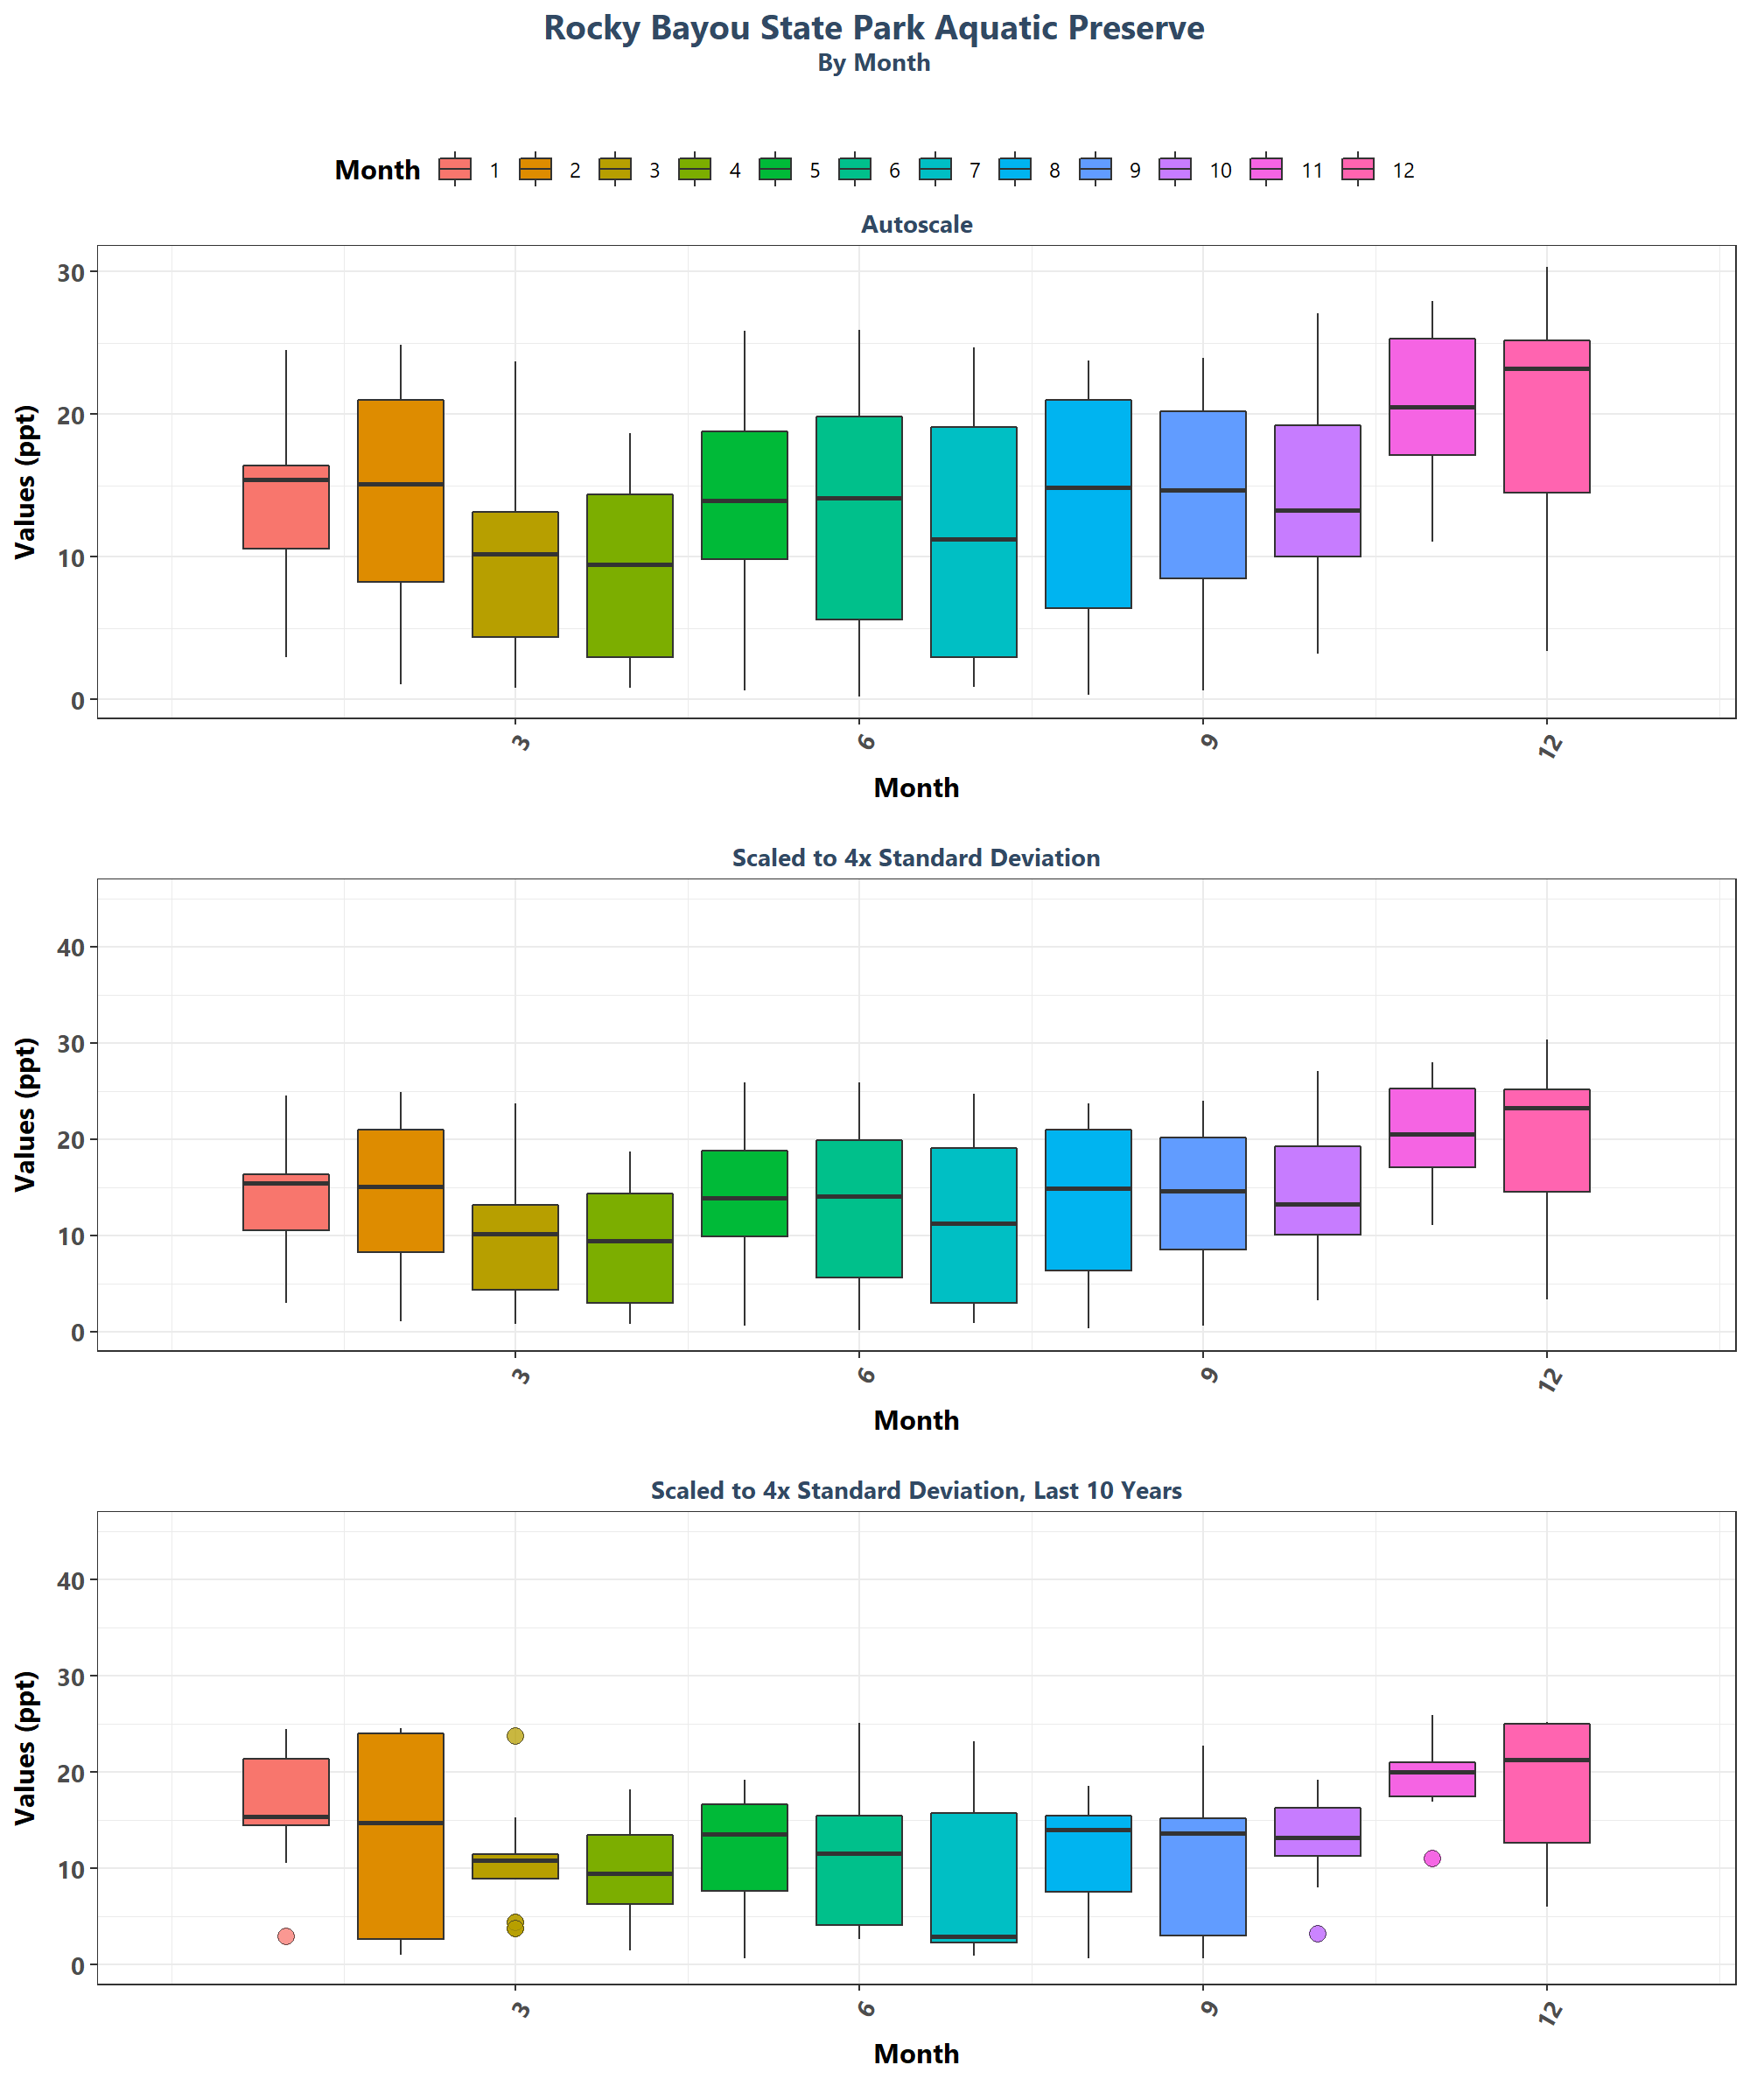 Rocky Bayou State Park Aquatic Preserve
By Month
Month 1 2 3 4 5 6 7 8 9 10 11 12
Autoscale
Values (ppt)
30
20
10
0
3 6 9 12
Month
Scaled to 4x Standard Deviation
Values (ppt)
40
30
20
10
0
3 6 9 12
Month
Scaled to 4x Standard Deviation, Last 10 Years
Values (ppt)
40
30
20
10
0
3 6 9 12
Month